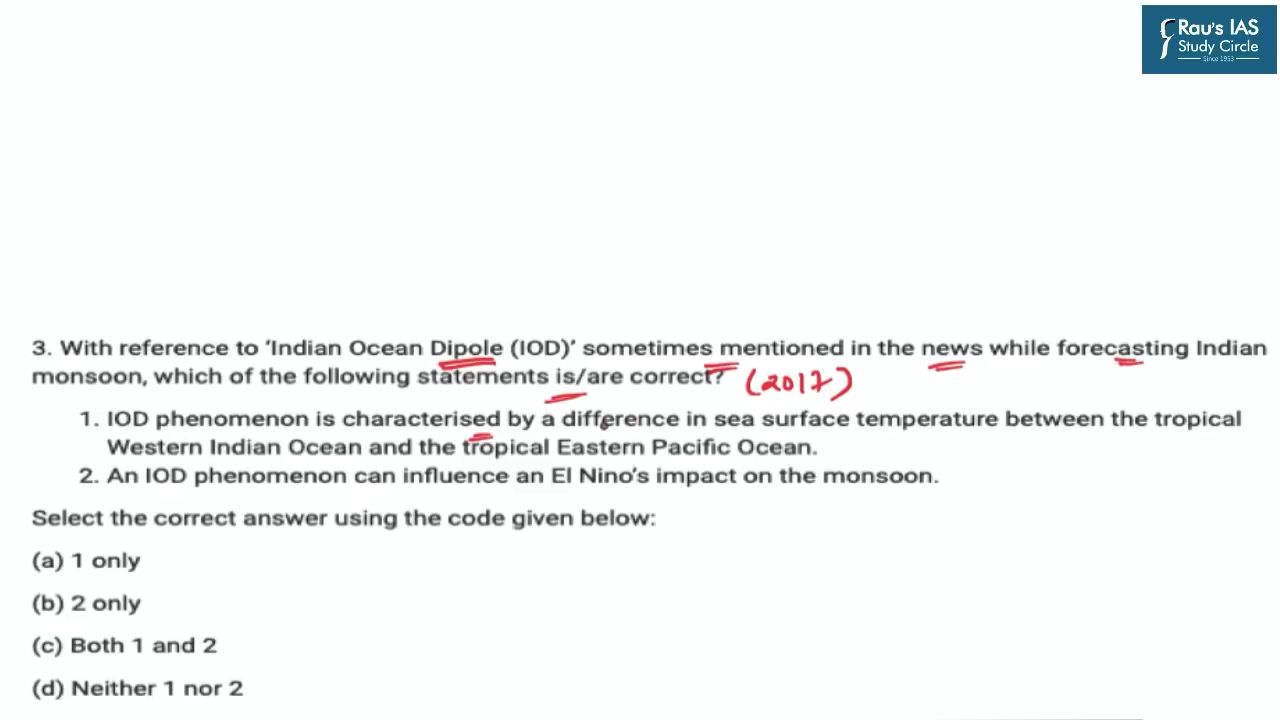 Rau's IAS
Study Circle
Since 1953
3. With reference to 'Indian Ocean Dipole (IOD)' sometimes mentioned in the news while forecasting Indian
monsoon, which of the following statements is/are correct? (2017)
1. IOD phenomenon is characterised by a difference in sea surface temperature between the tropical
Western Indian Ocean and the tropical Eastern Pacific Ocean.
2. An IOD phenomenon can influence an El Nino's impact on the monsoon.
Select the correct answer using the code given below:
(a) 1 only
(b) 2 only
(c) Both 1 and 2
(d) Neither 1 nor 2